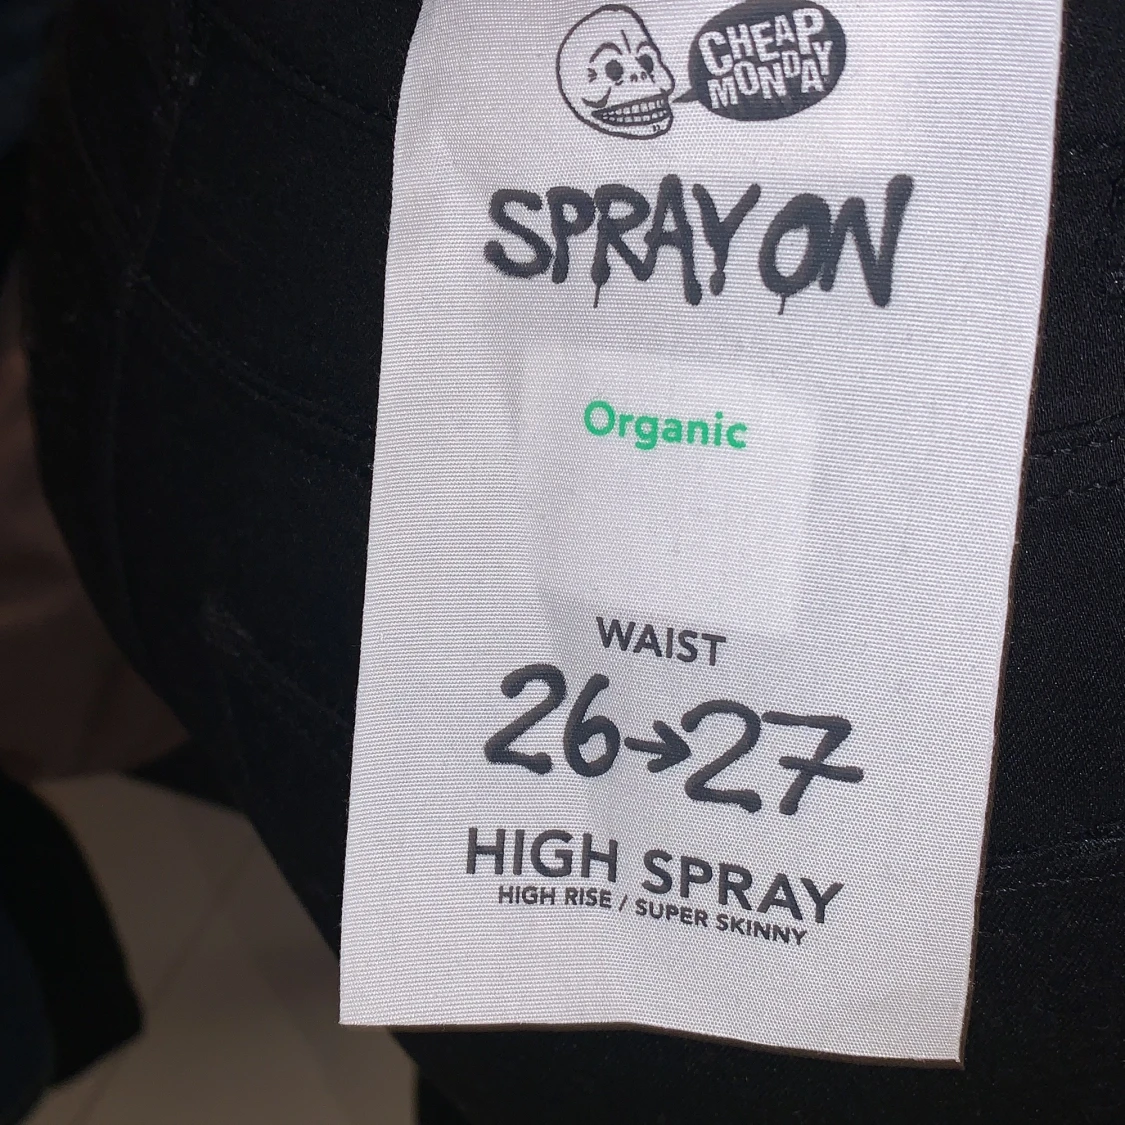 CHEAP
MONDAY!
SPRAY ON
Organic
WAIST
26→27
HIGH SPRAY
HIGH RISE / SUPER SKINNY